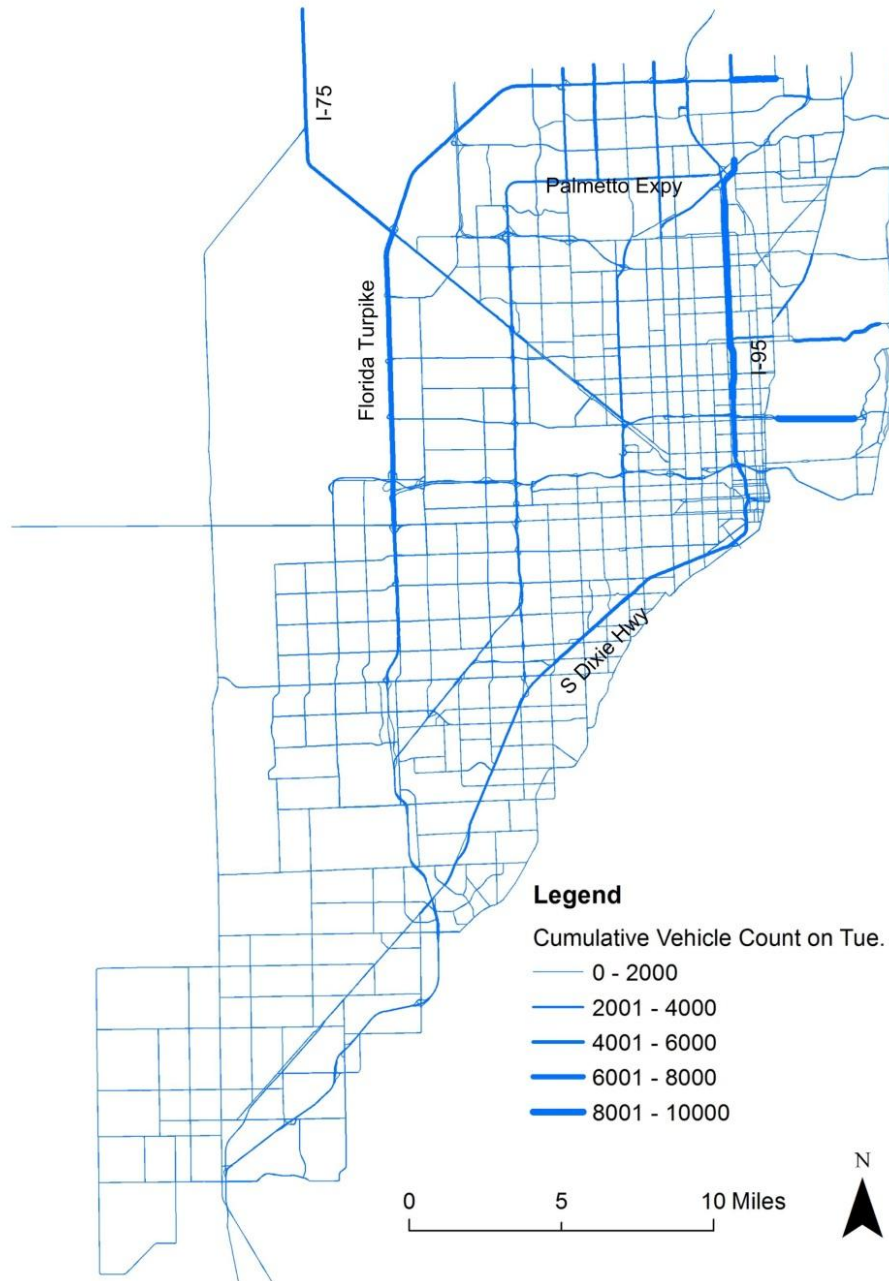 I-75
Palmetto Expy
Florida Turpike
I-95
S Dixie Hwy
Legend
Cumulative Vehicle Count on Tue.
0 - 2000
2001 - 4000
4001 - 6000
6001 - 8000
8001 - 10000
N
0 5 10 Miles